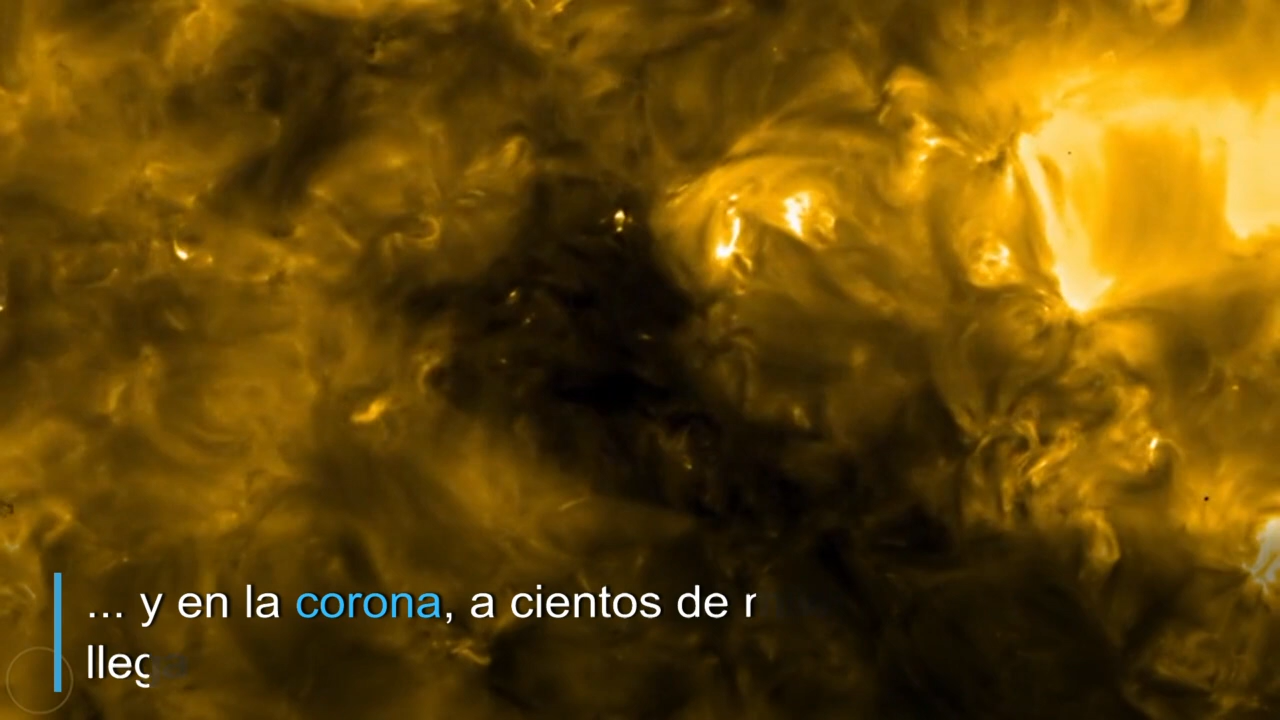 ... y en la corona, a cientos de